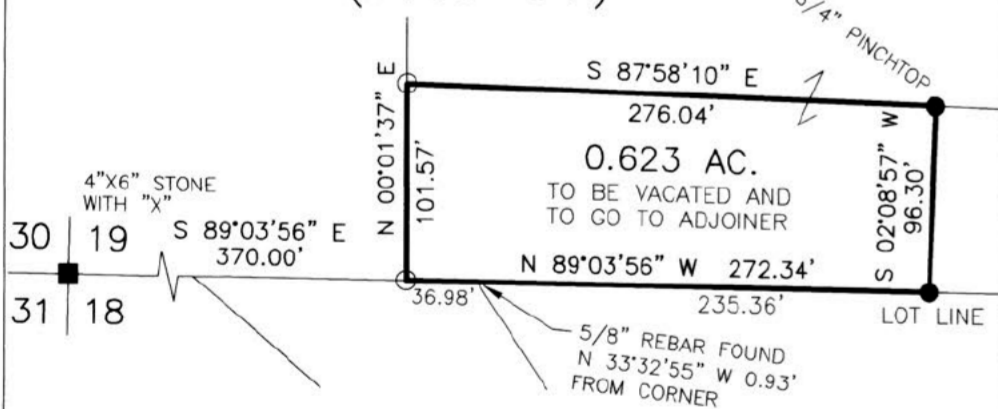 3/4" PINCHTOP
S 87°58'10" E
276.04'
N 00°01'37" E
101.57'
0.623 AC.
TO BE VACATED AND
TO GO TO ADJOINER
S 02°08'57" W
96.30'
4"X6" STONE
WITH "X"
30 19
S 89°03'56" E
370.00'
N 89°03'56" W 272.34'
31 18
36.98'
235.36'
LOT LINE
5/8" REBAR FOUND
N 33°32'55" W 0.93'
FROM CORNER